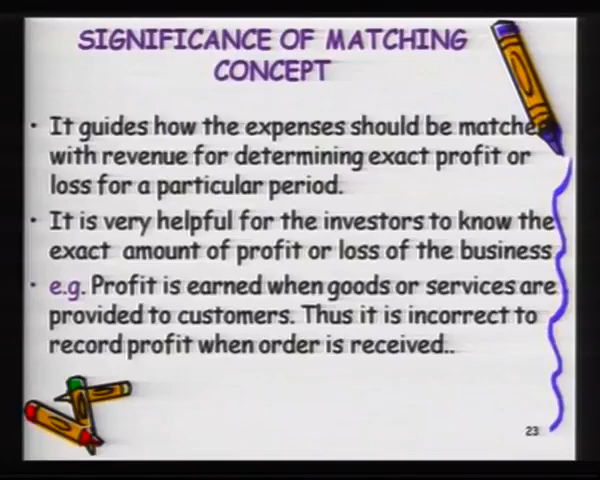 SIGNIFICANCE OF MATCHING
CONCEPT
• It guides how the expenses should be matched
with revenue for determining exact profit or
loss for a particular period.
• It is very helpful for the investors to know the
exact amount of profit or loss of the business
• e.g. Profit is earned when goods or services are
provided to customers. Thus it is incorrect to
record profit when order is received..
23